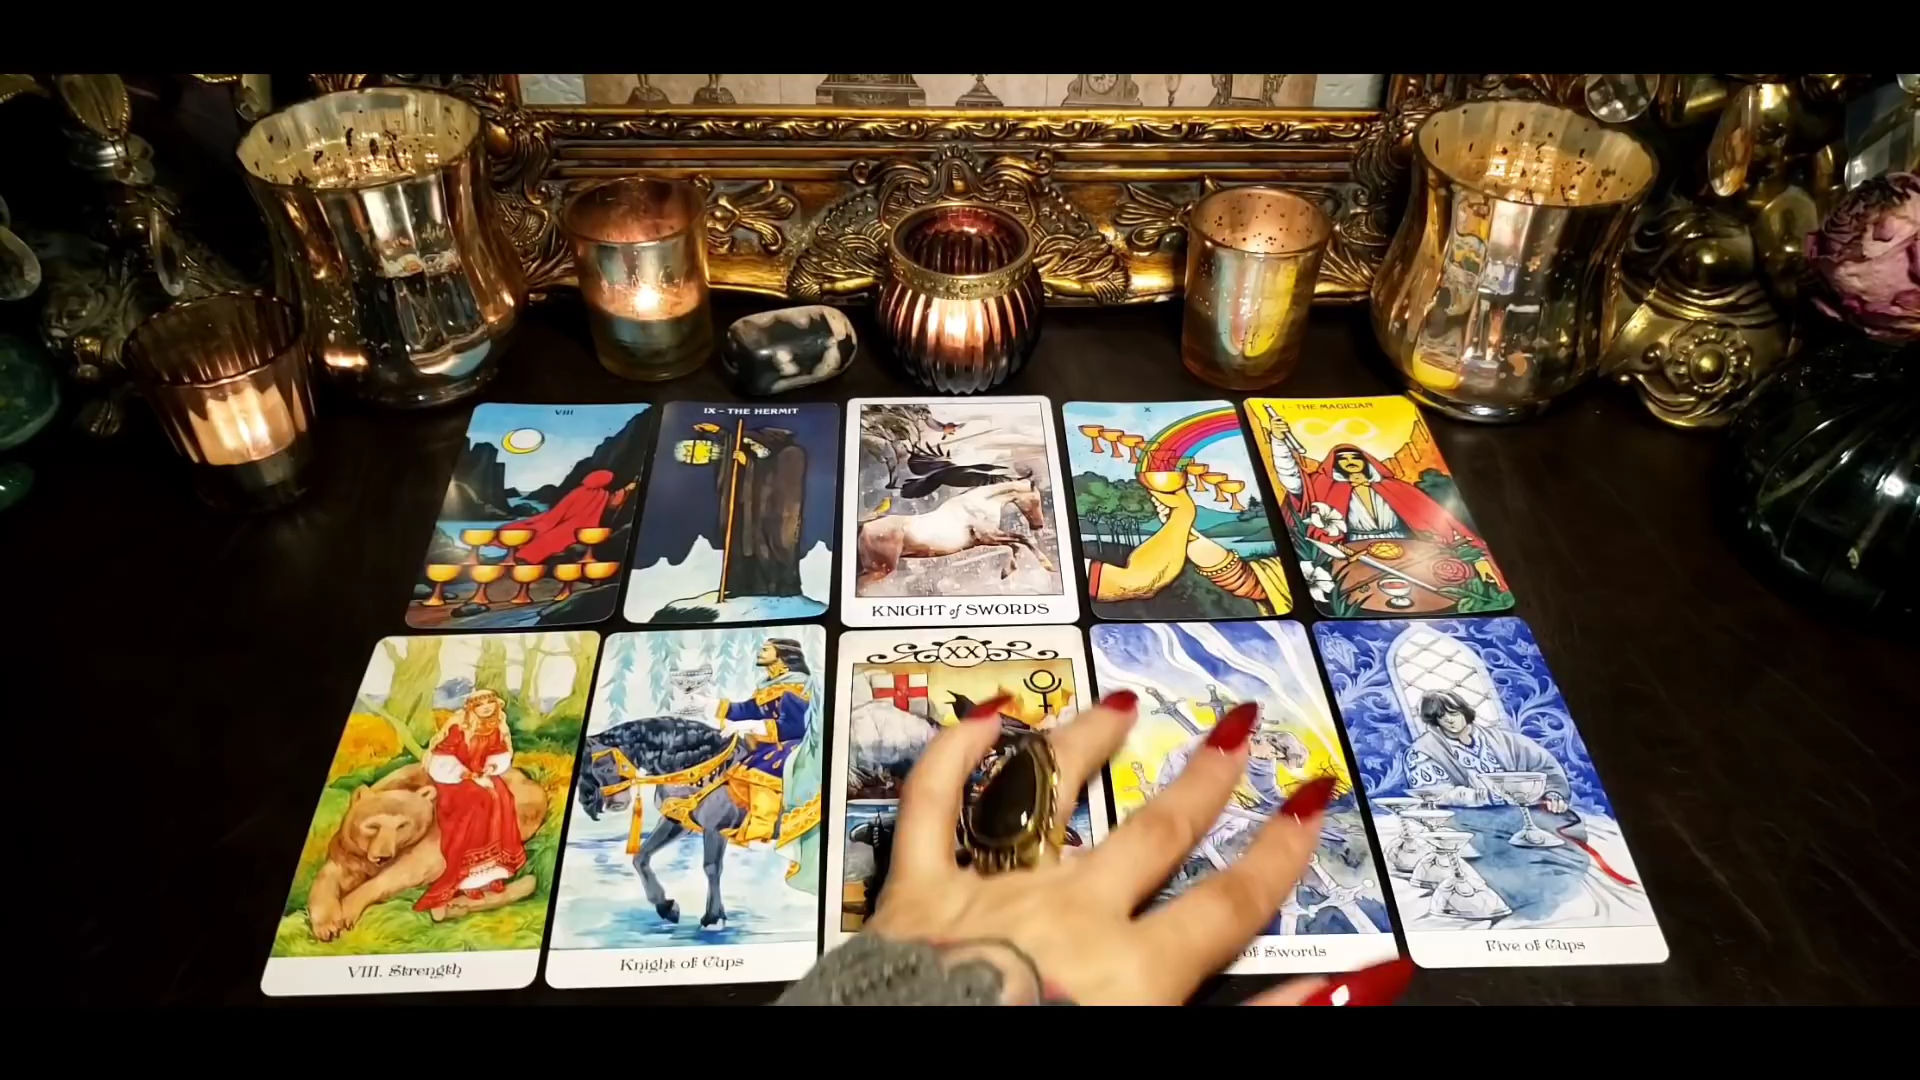 VIII
IX - THE HERMIT
KNIGHT of SWORDS
X
I - THE MAGICIAN
VIII. Strength
Knight of Cups
XX
of Swords
Five of Cups